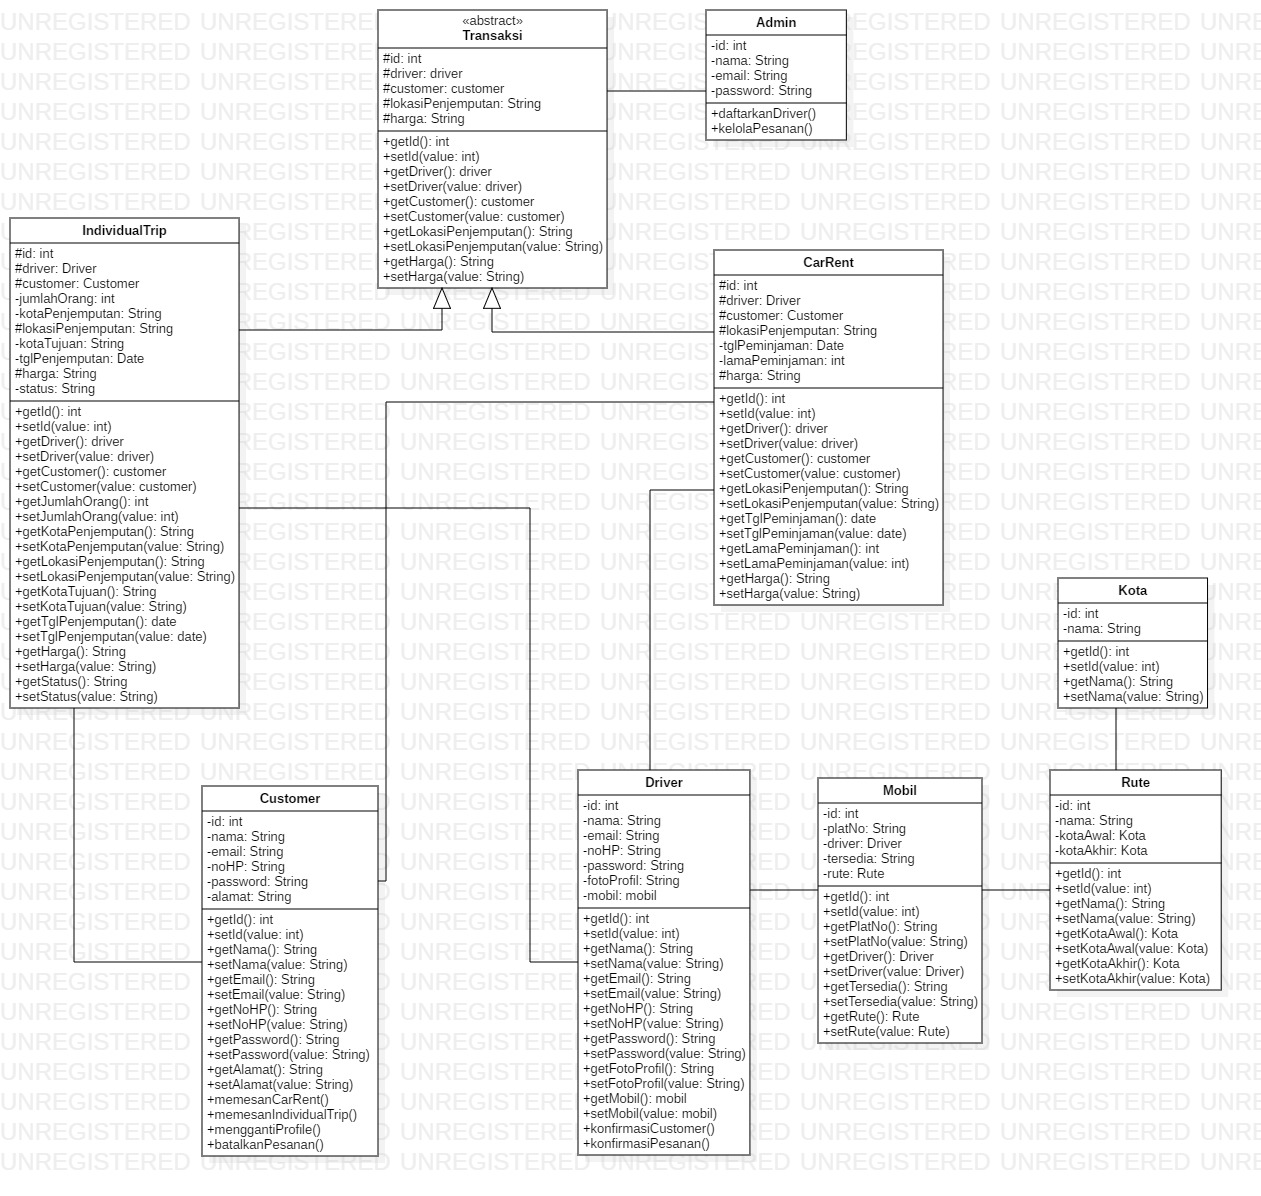 «abstract»
Transaksi
#id: int
#driver: driver
#customer: customer
#lokasiPenjemputan: String
#harga: String
+getId(): int
+setId(value: int)
+getDriver(): driver
+setDriver(value: driver)
+getCustomer(): customer
+setCustomer(value: customer)
+getLokasiPenjemputan(): String
+setLokasiPenjemputan(value: String)
+getHarga(): String
+setHarga(value: String)
Admin
-id: int
-nama: String
-email: String
-password: String
+daftarkanDriver()
+kelolaPesanan()
IndividualTrip
#id: int
#driver: Driver
#customer: Customer
-jumlahOrang: int
-kotaPenjemputan: String
#lokasiPenjemputan: String
-kotaTujuan: String
-tglPenjemputan: Date
#harga: String
-status: String
+getId(): int
+setId(value: int)
+getDriver(): driver
+setDriver(value: driver)
+getCustomer(): customer
+setCustomer(value: customer)
+getJumlahOrang(): int
+setJumlahOrang(value: int)
+getKotaPenjemputan(): String
+setKotaPenjemputan(value: String)
+getLokasiPenjemputan(): String
+setLokasiPenjemputan(value: String)
+getKotaTujuan(): String
+setKotaTujuan(value: String)
+getTglPenjemputan(): date
+setTglPenjemputan(value: date)
+getHarga(): String
+setHarga(value: String)
+getStatus(): String
+setStatus(value: String)
CarRent
#id: int
#driver: Driver
#customer: Customer
#lokasiPenjemputan: String
-tglPeminjaman: Date
-lamaPeminjaman: int
#harga: String
+getId(): int
+setId(value: int)
+getDriver(): driver
+setDriver(value: driver)
+getCustomer(): customer
+setCustomer(value: customer)
+getLokasiPenjemputan(): String
+setLokasiPenjemputan(value: String)
+getTglPeminjaman(): date
+setTglPeminjaman(value: date)
+getLamaPeminjaman(): int
+setLamaPeminjaman(value: int)
+getHarga(): String
+setHarga(value: String)
Kota
-id: int
-nama: String
+getId(): int
+setId(value: int)
+getNama(): String
+setNama(value: String)
Customer
-id: int
-nama: String
-email: String
-noHP: String
-password: String
-alamat: String
+getId(): int
+setId(value: int)
+getNama(): String
+setNama(value: String)
+getEmail(): String
+setEmail(value: String)
+getNoHP(): String
+setNoHP(value: String)
+getPassword(): String
+setPassword(value: String)
+getAlamat(): String
+setAlamat(value: String)
+memesanCarRent()
+memesanIndividualTrip()
+menggantiProfile()
+batalkanPesanan()
Driver
-id: int
-nama: String
-email: String
-noHP: String
-password: String
-fotoProfil: String
-mobil: mobil
+getId(): int
+setId(value: int)
+getNama(): String
+setNama(value: String)
+getEmail(): String
+setEmail(value: String)
+getNoHP(): String
+setNoHP(value: String)
+getPassword(): String
+setPassword(value: String)
+getFotoProfil(): String
+setFotoProfil(value: String)
+getMobil(): mobil
+setMobil(value: mobil)
+konfirmasiCustomer()
+konfirmasiPesanan()
Mobil
-id: int
-platNo: String
-driver: Driver
-tersedia: String
-rute: Rute
+getId(): int
+setId(value: int)
+getPlatNo(): String
+setPlatNo(value: String)
+getDriver(): Driver
+setDriver(value: Driver)
+getTersedia(): String
+setTersedia(value: String)
+getRute(): Rute
+setRute(value: Rute)
Rute
-id: int
-nama: String
-kotaAwal: Kota
-kotaAkhir: Kota
+getId(): int
+setId(value: int)
+getNama(): String
+setNama(value: String)
+getKotaAwal(): Kota
+setKotaAwal(value: Kota)
+getKotaAkhir(): Kota
+setKotaAkhir(value: Kota)
UNREGISTERED